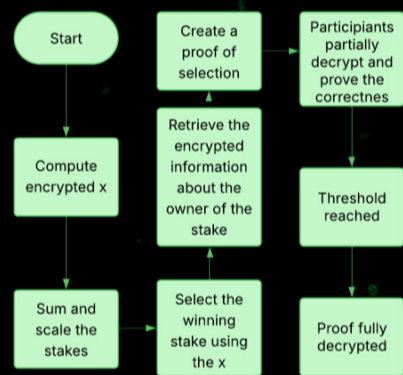 Start
Compute
encrypted x
Sum and
scale the
stakes
Select the
winning
stake using
the x
Retrieve the
encrypted
information
about the
owner of the
stake
Create a
proof of
selection
Participiants
partially
decrypt and
prove the
correctnes
Threshold
reached
Proof fully
decrypted